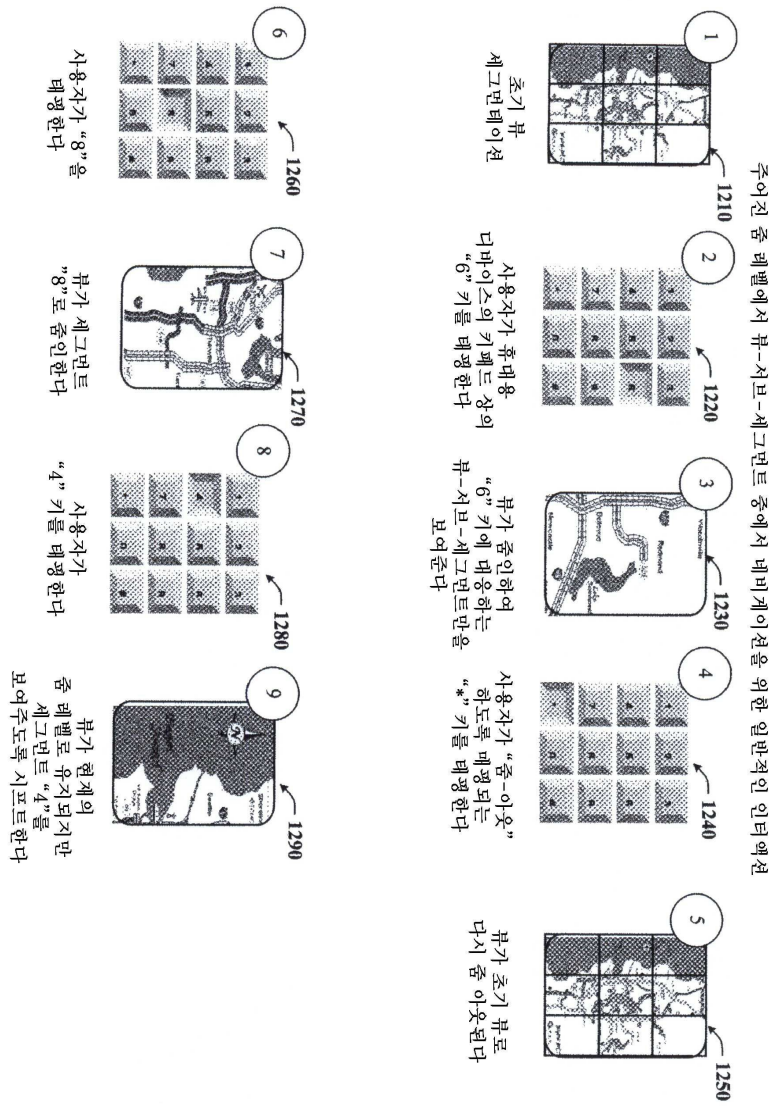 주어진 줌 레벨에서 뷰-서브-세그먼트 중에서 네비게이션을 위한 일반적인 인터액션
1
1210
초기 뷰
세그먼테이션
2
1220
사용자가 휴대용
디바이스의 키패드 상의
“6” 키를 태핑한다
3
1230
Woodinville
Redmond
Newcastle
뷰가 줌인하여
“6” 키에 대응하는
뷰-서브-세그먼트만을
보여준다
4
1240
사용자가 “줌-아웃”
하도록 매핑되는
“*” 키를 태핑한다
5
1250
뷰가 초기 뷰로
다시 줌 아웃된다
6
1260
사용자가 “8”을
태핑한다
7
1270
뷰가 세그먼트
”8”로 줌인한다
8
1280
사용자가
“4” 키를 태핑한다
9
1290
N
뷰가 현재의
줌 레벨로 유지되지만
세그먼트 “4”를
보여주도록 시프트한다